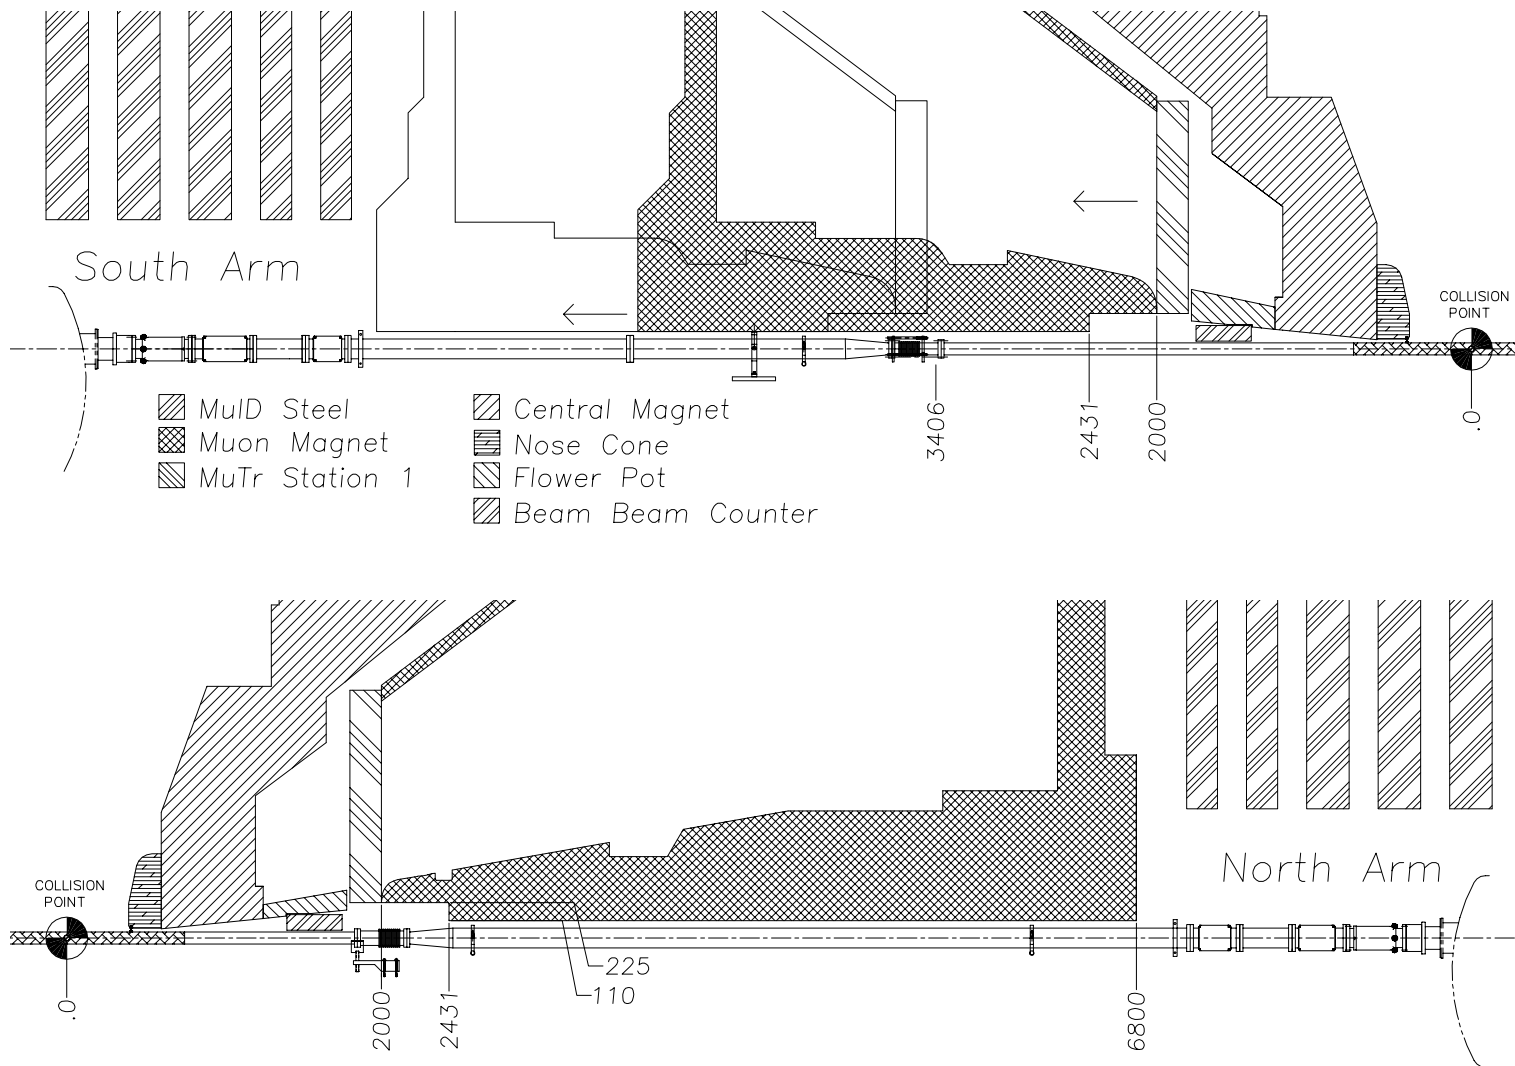 South Arm
COLLISION
POINT
MuID Steel
Muon Magnet
MuTr Station 1
Central Magnet
Nose Cone
Flower Pot
Beam Beam Counter
3406
2431
2000
.0
North Arm
COLLISION
POINT
225
110
.0
2000
2431
6800